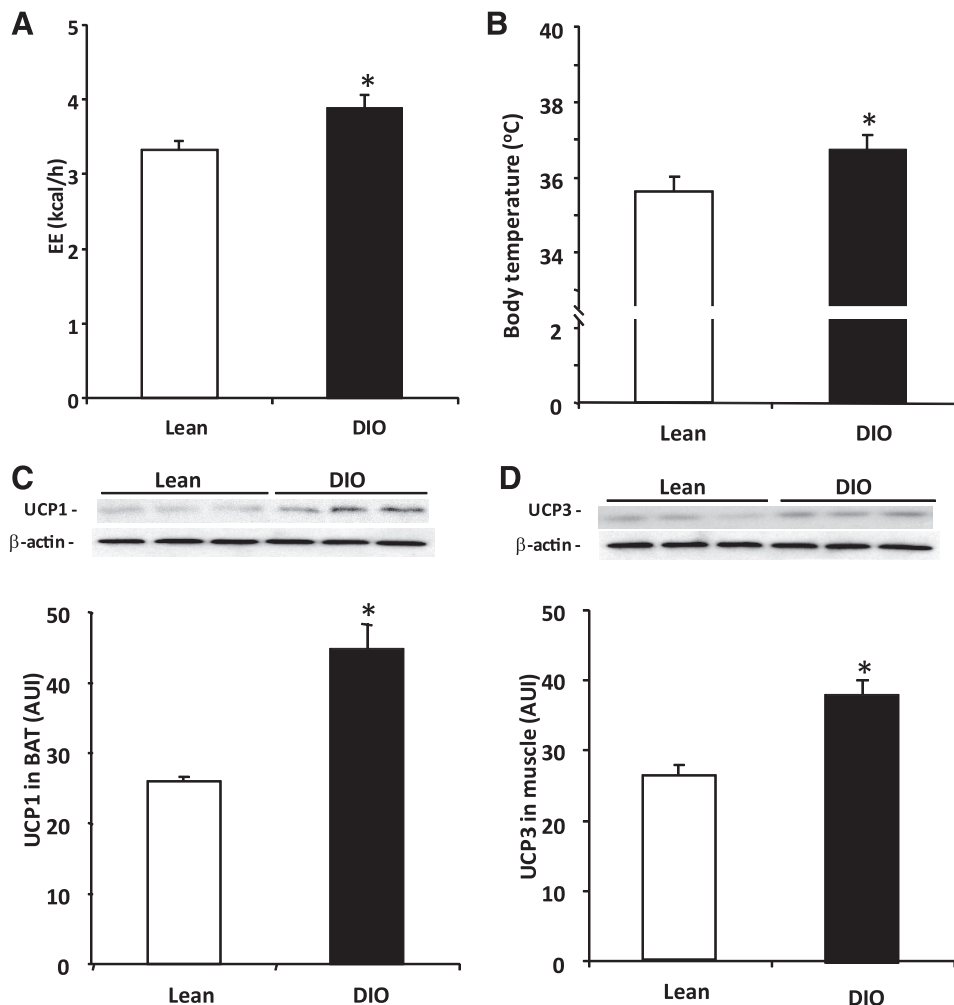 A
EE (kcal/h)
5
4
3
2
1
0
*
Lean DIO
B
Body temperature (ºC)
40
38
36
34
2
0
*
Lean DIO
C
Lean DIO
UCP1 -
β-actin -
UCP1 in BAT (AUI)
50
40
30
20
10
0
*
Lean DIO
D
Lean DIO
UCP3 -
β-actin -
UCP3 in muscle (AUI)
50
40
30
20
10
0
*
Lean DIO